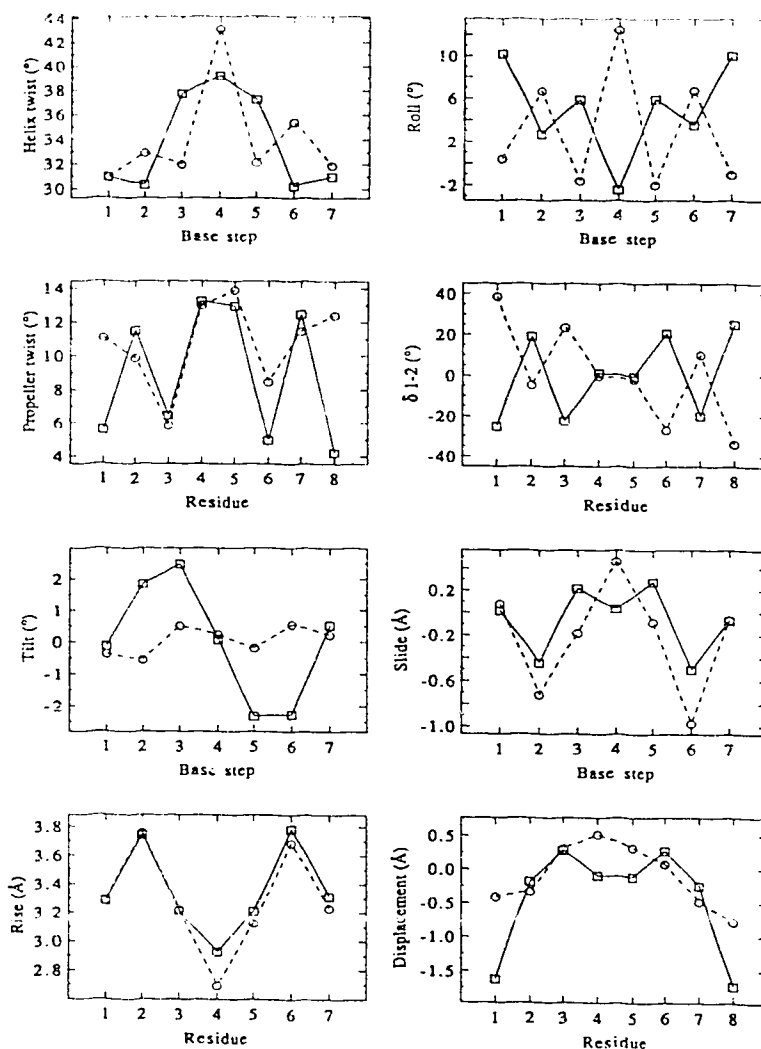 44
42
40
38
36
34
32
30
Helix twist (°)
1 2 3 4 5 6 7
Base step
10
6
2
-2
Roll (°)
1 2 3 4 5 6 7
Base step
14
12
10
8
6
4
Propeller twist (°)
1 2 3 4 5 6 7 8
Residue
40
20
0
-20
-40
δ 1-2 (°)
1 2 3 4 5 6 7 8
Residue
2
1
0
-1
-2
Tilt (°)
1 2 3 4 5 6 7
Base step
0.2
-0.2
-0.6
-1.0
Slide (Å)
1 2 3 4 5 6 7
Base step
3.8
3.6
3.4
3.2
3.0
2.8
Rise (Å)
1 2 3 4 5 6 7
Residue
0.5
0.0
-0.5
-1.0
-1.5
Displacement (Å)
1 2 3 4 5 6 7 8
Residue